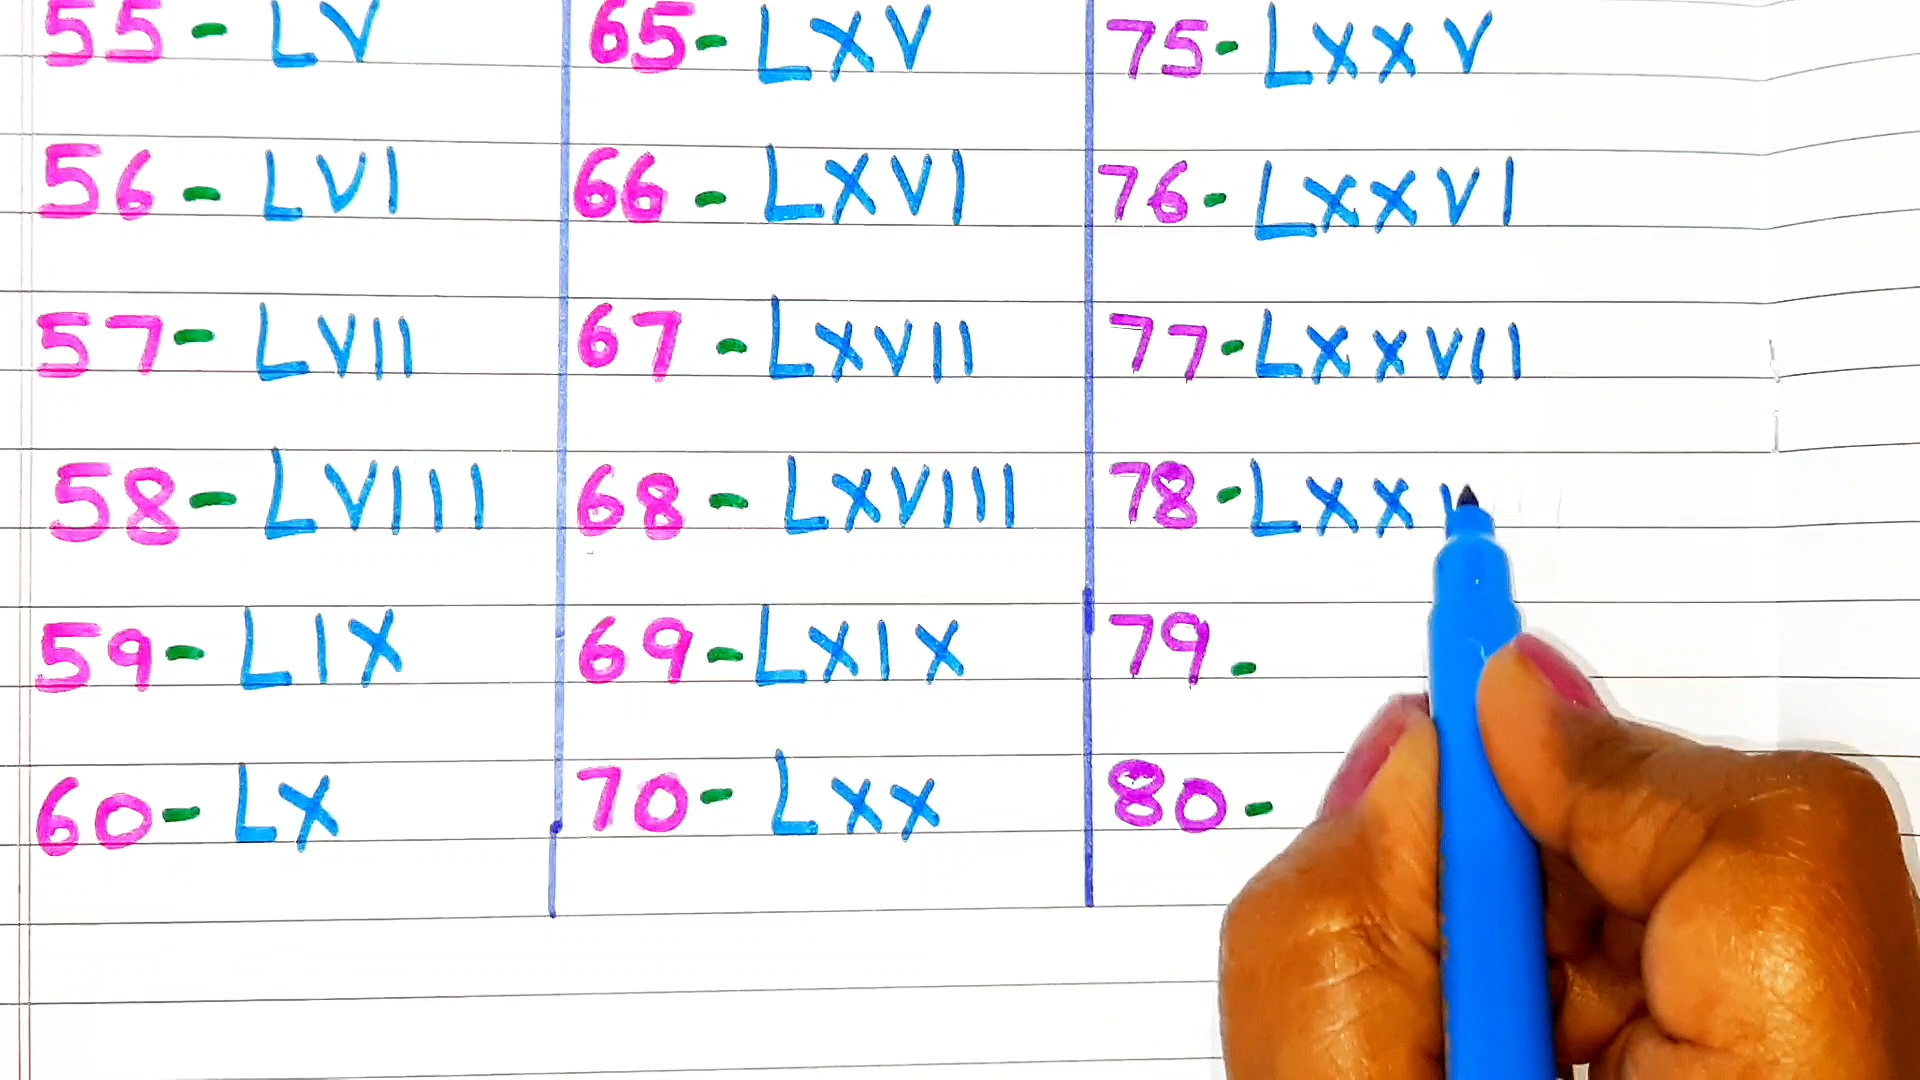 55 - LV 65 - LXV 75 - LXXV
56 - LVI 66 - LXVI 76 - LXXVI
57 - LVII 67 - LXVII 77 - LXXVII
58 - LVIII 68 - LXVIII 78 - LXXV
59 - LIX 69 - LXIX 79 -
60 - LX 70 - LXX 80 -